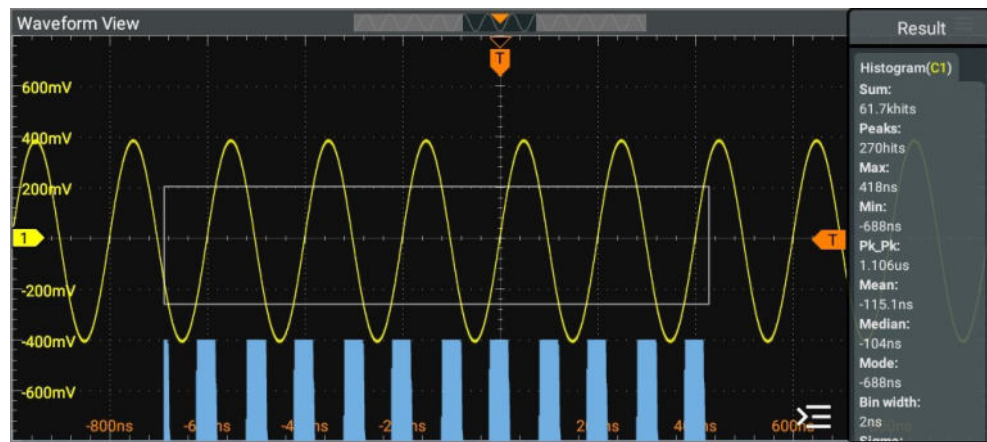 Waveform View
Result
T
Histogram(C1)
600mV
Sum:
61.7khits
Peaks:
400mV
270hits
Max:
200mV
418ns
Min:
1
T
-688ns
Pk_Pk:
-200mV
1.106us
Mean:
-115.1ns
Median:
-400mV
-104ns
Mode:
-600mV
-688ns
Bin width:
-800ns
600ns
2ns